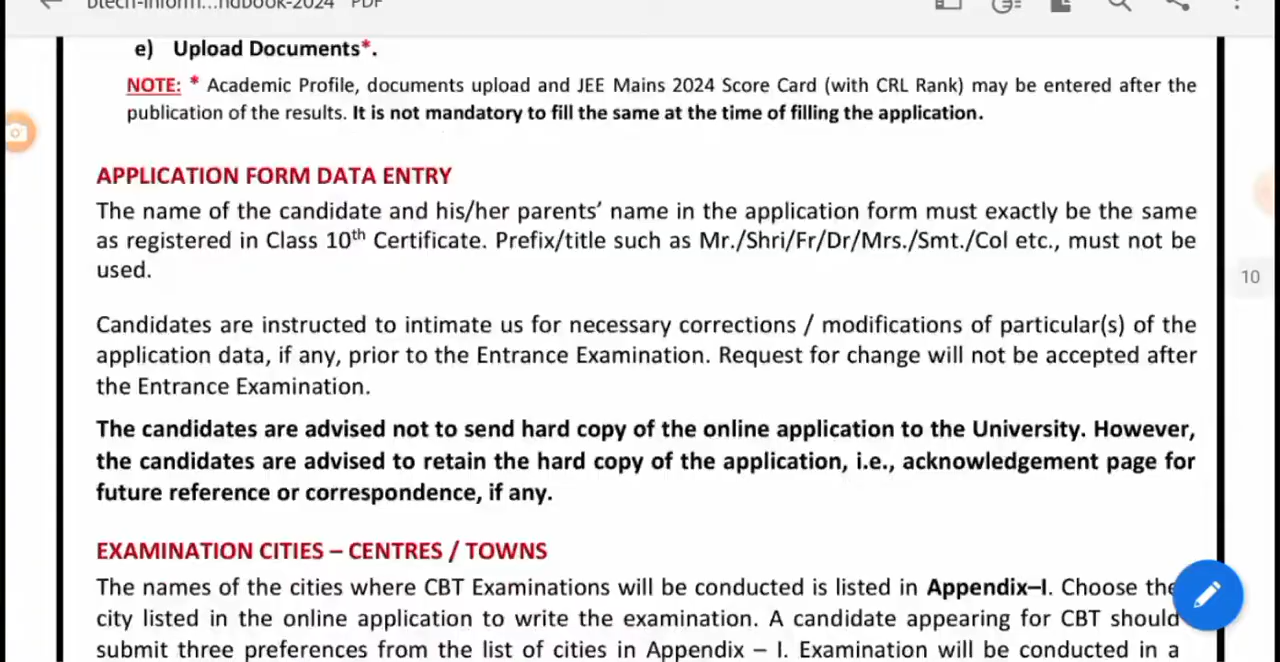 btech-inform...ndbook-2024 PDF
e) Upload Documents*.
NOTE: * Academic Profile, documents upload and JEE Mains 2024 Score Card (with CRL Rank) may be entered after the
publication of the results. It is not mandatory to fill the same at the time of filling the application.
APPLICATION FORM DATA ENTRY
The name of the candidate and his/her parents’ name in the application form must exactly be the same
as registered in Class 10th Certificate. Prefix/title such as Mr./Shri/Fr/Dr/Mrs./Smt./Col etc., must not be
used.
10
Candidates are instructed to intimate us for necessary corrections / modifications of particular(s) of the
application data, if any, prior to the Entrance Examination. Request for change will not be accepted after
the Entrance Examination.
The candidates are advised not to send hard copy of the online application to the University. However,
the candidates are advised to retain the hard copy of the application, i.e., acknowledgement page for
future reference or correspondence, if any.
EXAMINATION CITIES – CENTRES / TOWNS
The names of the cities where CBT Examinations will be conducted is listed in Appendix–I. Choose the
city listed in the online application to write the examination. A candidate appearing for CBT should
submit three preferences from the list of cities in Appendix – I. Examination will be conducted in a